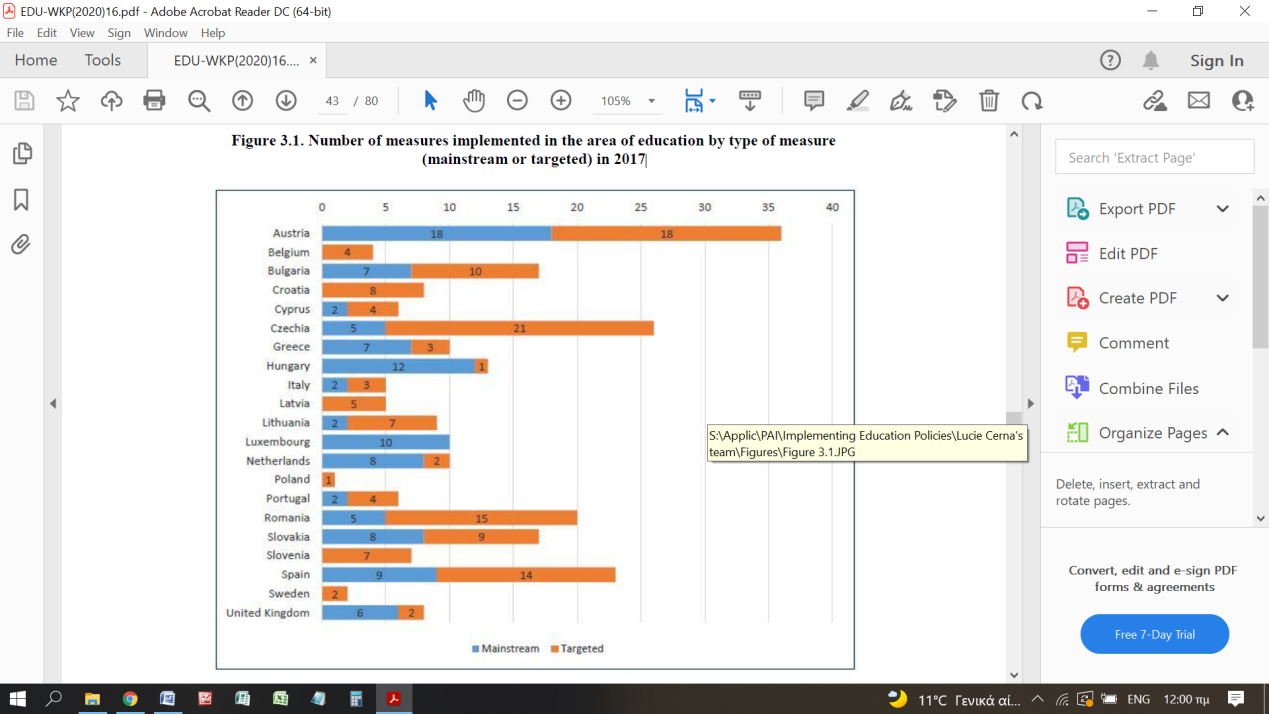 EDU-WKP(2020)16.pdf - Adobe Acrobat Reader DC (64-bit)
File Edit View Sign Window Help
Home Tools EDU-WKP(2020)16.... × Sign In
43 / 80 105%
Figure 3.1. Number of measures implemented in the area of education by type of measure
(mainstream or targeted) in 2017
0 5 10 15 20 25 30 35 40
Austria 18 18
Belgium 4
Bulgaria 7 10
Croatia 8
Cyprus 2 4
Czechia 5 21
Greece 7 3
Hungary 12 1
Italy 2 3
Latvia 5
Lithuania 2 7
Luxembourg 10
Netherlands 8 2
Poland 1
Portugal 2 4
Romania 5 15
Slovakia 8 9
Slovenia 7
Spain 9 14
Sweden 2
United Kingdom 6 2
Mainstream Targeted
S:\Applic\PAI\Implementing Education Policies\Lucie Cerna's
team\Figures\Figure 3.1.JPG
Search 'Extract Page'
Export PDF
Edit PDF
Create PDF
Comment
Combine Files
Organize Pages
Delete, insert, extract and
rotate pages.
Convert, edit and e-sign PDF
forms & agreements
Free 7-Day Trial
11°C Γενικά αί... ENG 12:00 πμ